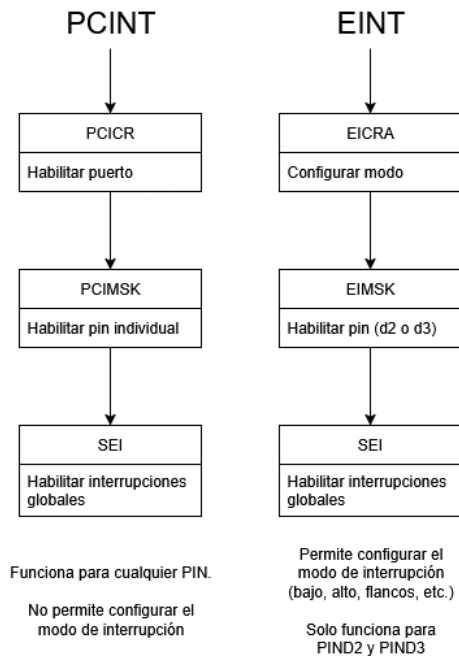 PCINT
PCICR
Habilitar puerto
PCIMSK
Habilitar pin individual
SEI
Habilitar interrupciones
globales
Funciona para cualquier PIN.
No permite configurar el
modo de interrupción
EINT
EICRA
Configurar modo
EIMSK
Habilitar pin (d2 o d3)
SEI
Habilitar interrupciones
globales
Permite configurar el
modo de interrupción
(bajo, alto, flancos, etc.)
Solo funciona para
PIND2 y PIND3